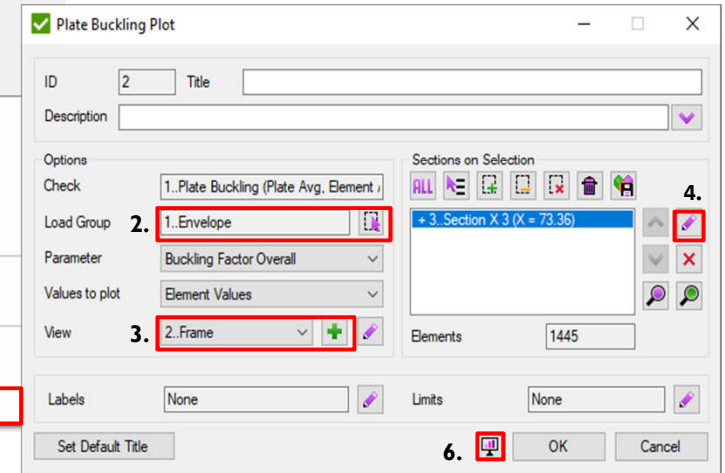 Plate Buckling Plot
ID 2 Title
Description
Options
Check 1..Plate Buckling (Plate Avg, Element
Load Group 2. 1..Envelope
Parameter Buckling Factor Overall
Values to plot Element Values
View 3. 2..Frame
Sections on Selection
ALL
4.
+ 3..Section X 3 (X = 73.36)
Elements 1445
Labels None Limits None
Set Default Title 6. OK Cancel